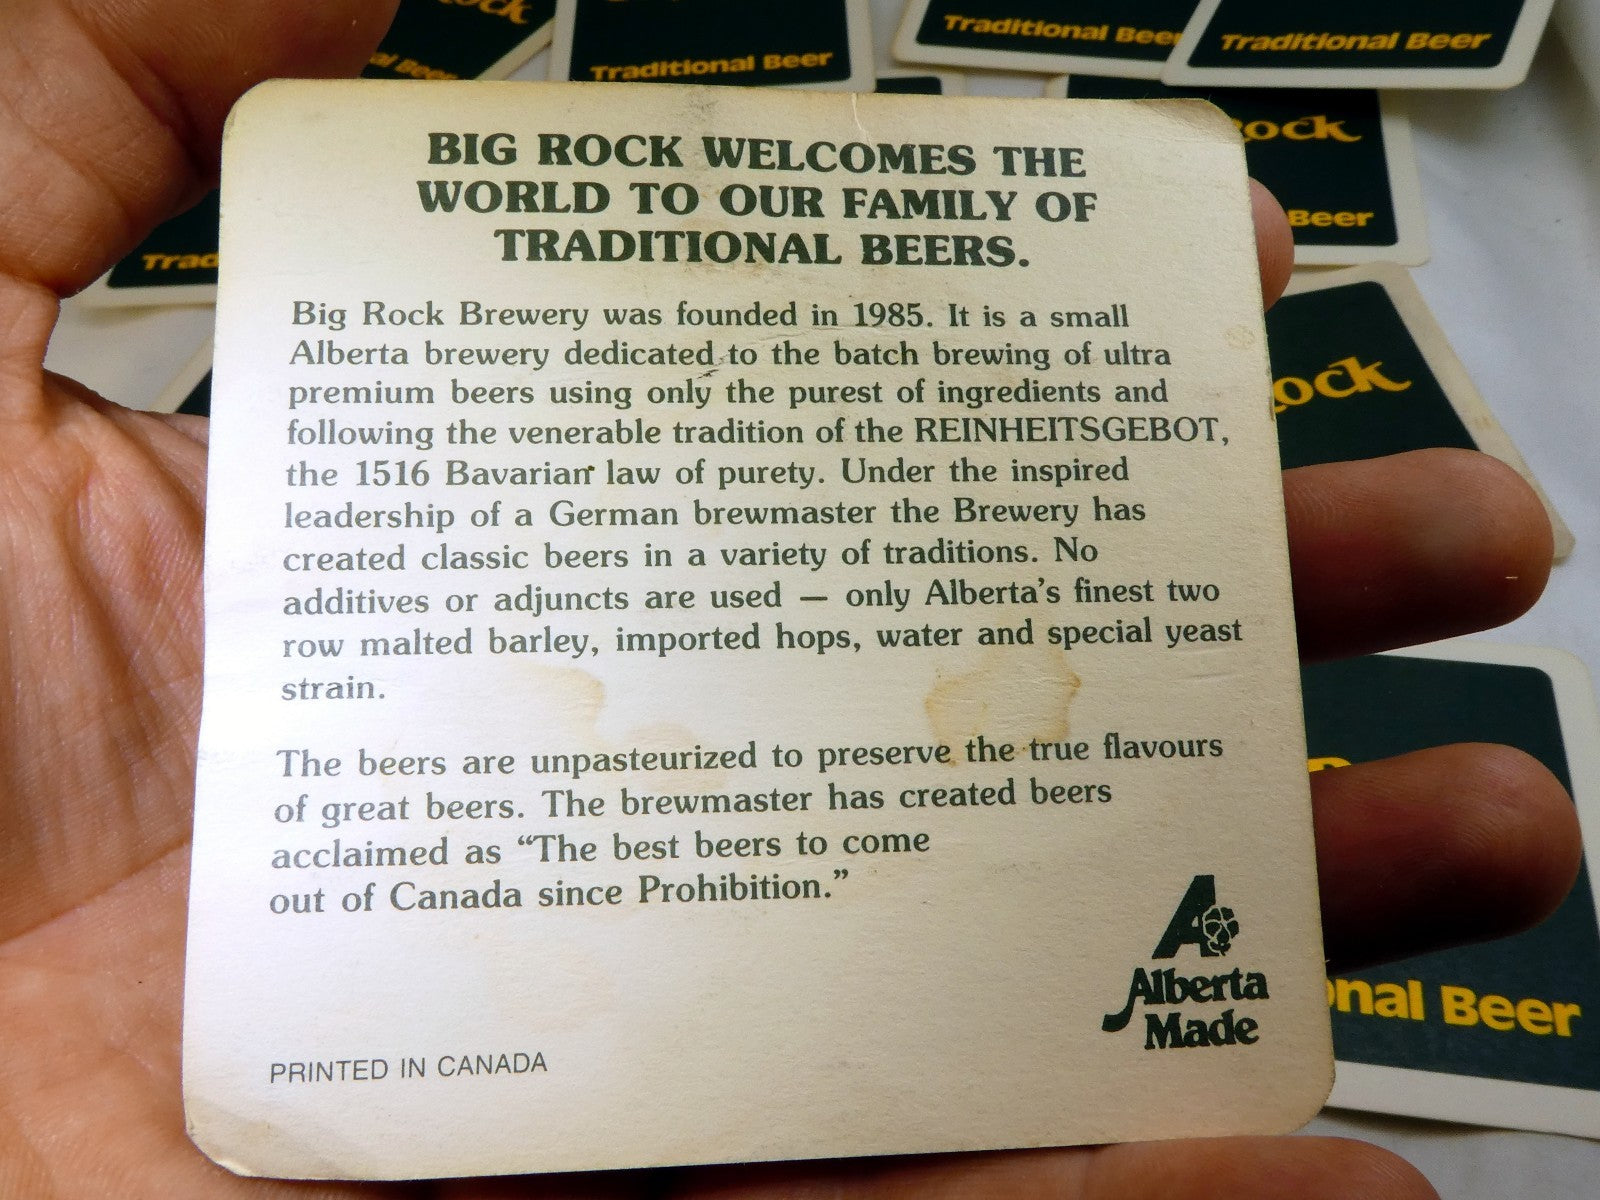 Rock
al Beer
Traditional Beer
Traditional Beer
Traditional Beer
Rock
Beer
Trad
Rock
onal Beer
BIG ROCK WELCOMES THE
WORLD TO OUR FAMILY OF
TRADITIONAL BEERS.
Big Rock Brewery was founded in 1985. It is a small
Alberta brewery dedicated to the batch brewing of ultra
premium beers using only the purest of ingredients and
following the venerable tradition of the REINHEITSGEBOT,
the 1516 Bavarian law of purety. Under the inspired
leadership of a German brewmaster the Brewery has
created classic beers in a variety of traditions. No
additives or adjuncts are used — only Alberta's finest two
row malted barley, imported hops, water and special yeast
strain.
The beers are unpasteurized to preserve the true flavours
of great beers. The brewmaster has created beers
acclaimed as “The best beers to come
out of Canada since Prohibition.”
A
Alberta
Made
PRINTED IN CANADA